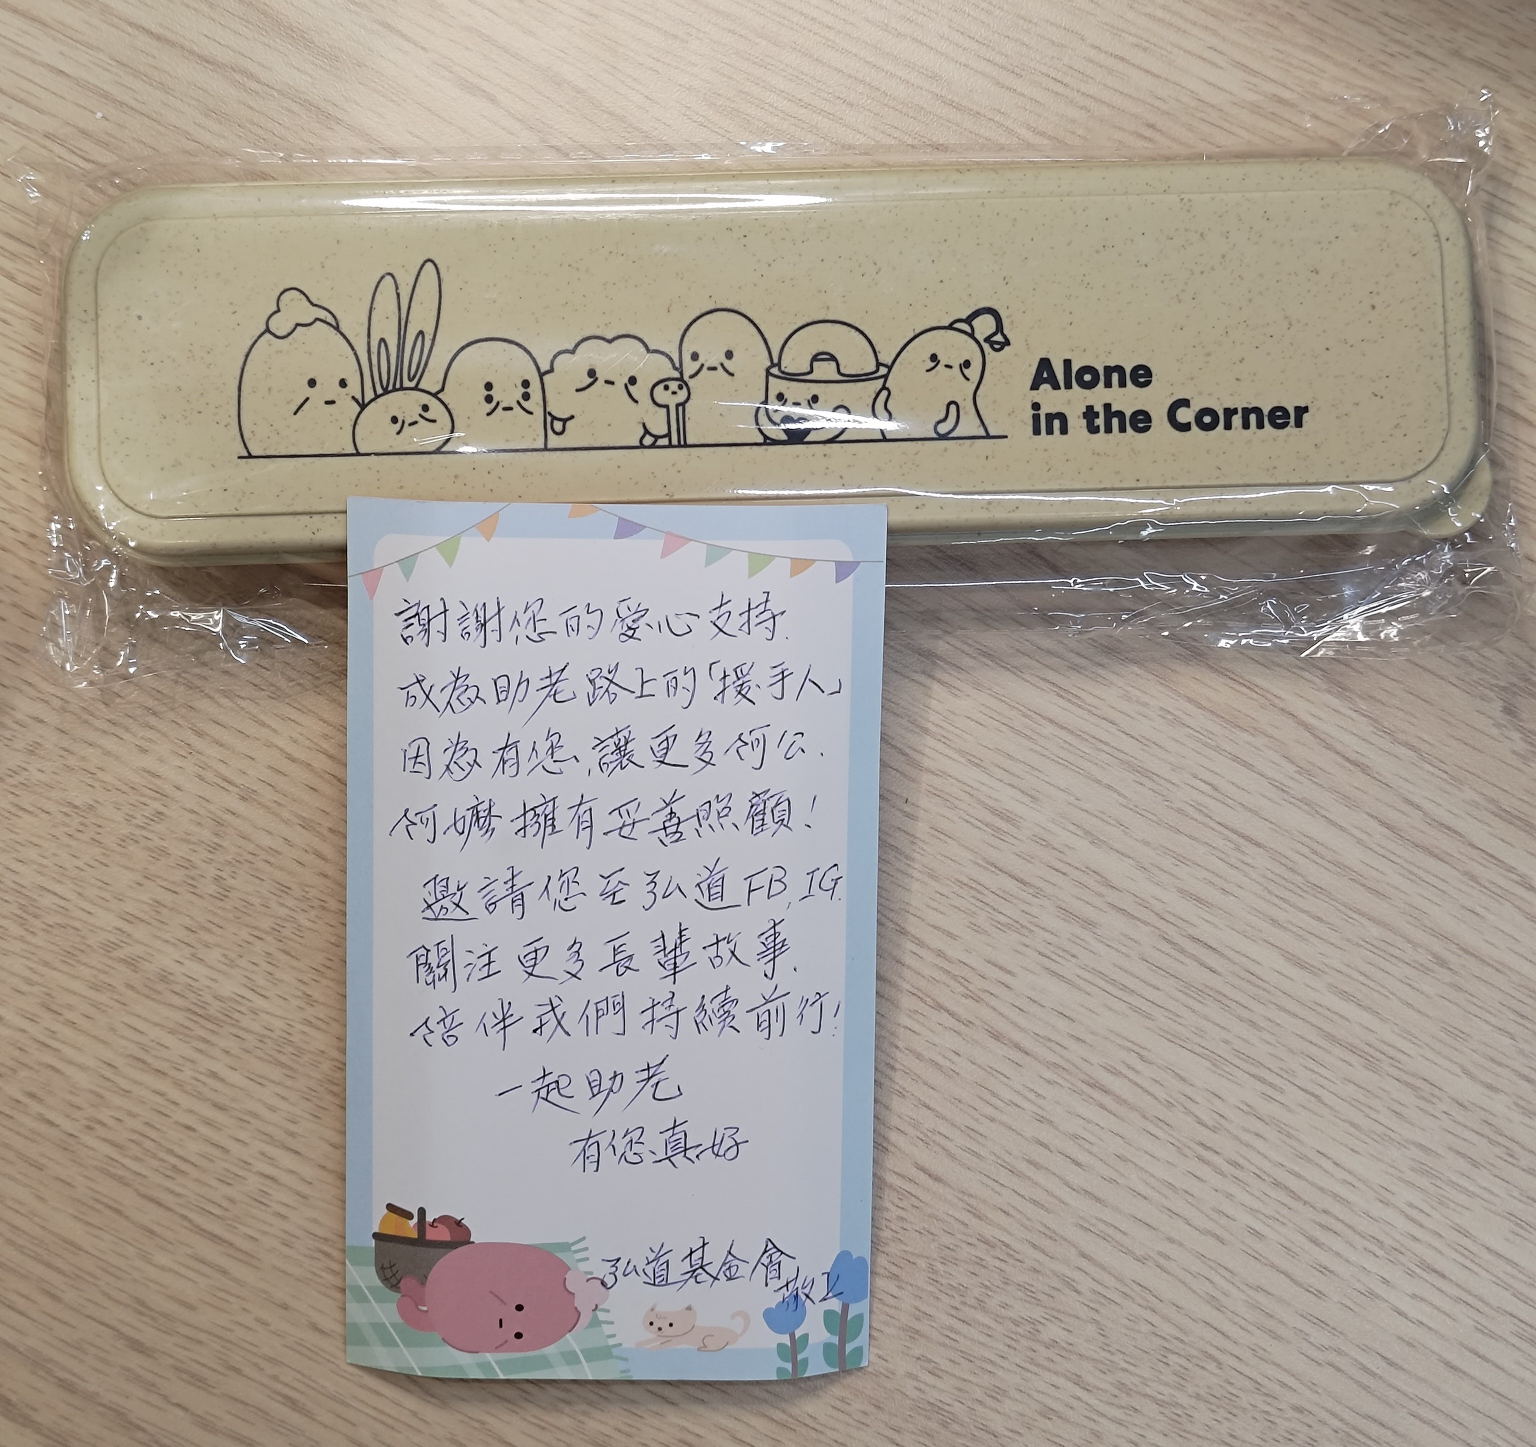 Alone
in the Corner
謝謝您的愛心支持.
成為助老路上的「援手人」
因為有您,讓更多阿公.
阿嬤擁有妥善照顧!
邀請您至弘道FB,IG.
關注更多長輩故事.
陪伴我們持續前行!
一起助老
有您真好
弘道基金會
敬上